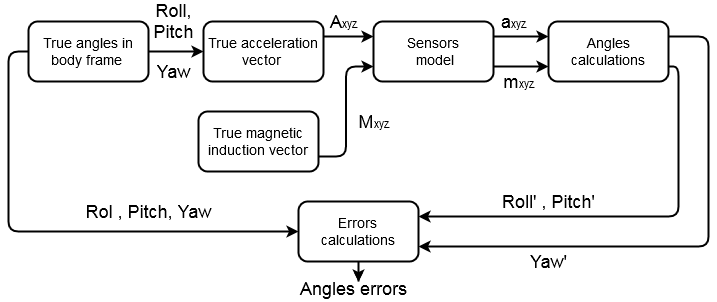 True angles in
body frame
Roll,
Pitch
Yaw
True acceleration
vector
Axyz
Sensors
model
axyz
mxyz
Angles
calculations
True magnetic
induction vector
Mxyz
Rol , Pitch, Yaw
Errors
calculations
Roll' , Pitch'
Yaw'
Angles errors